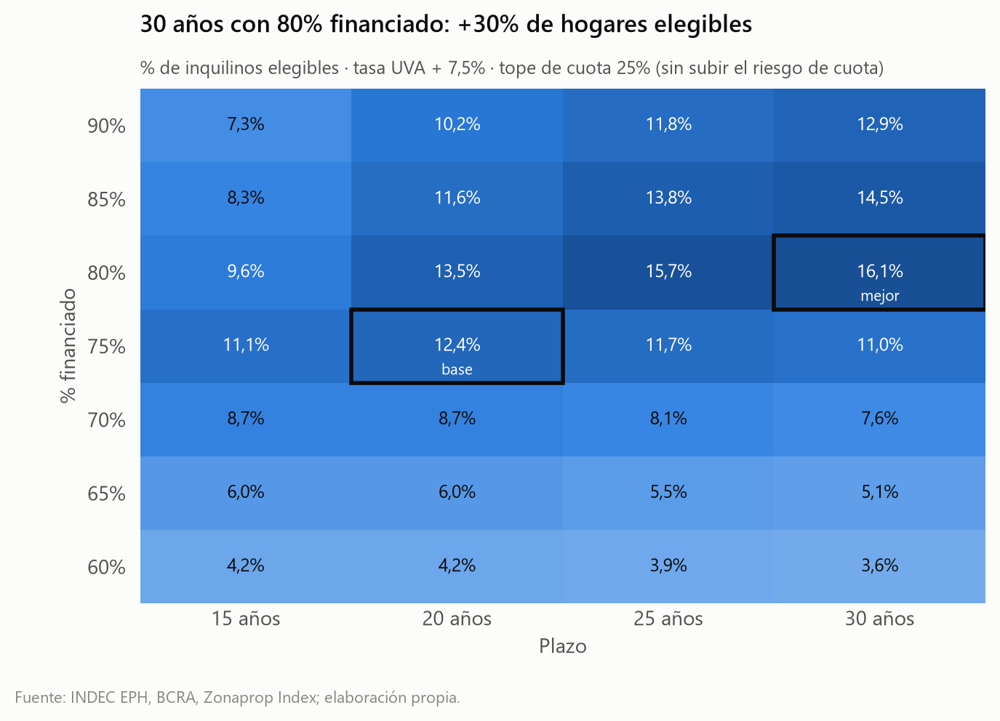 30 años con 80% financiado: +30% de hogares elegibles
% de inquilinos elegibles · tasa UVA + 7,5% · tope de cuota 25% (sin subir el riesgo de cuota)
% financiado
90% 7,3% 10,2% 11,8% 12,9%
85% 8,3% 11,6% 13,8% 14,5%
80% 9,6% 13,5% 15,7% 16,1%
mejor
75% 11,1% 12,4% 11,7% 11,0%
base
70% 8,7% 8,7% 8,1% 7,6%
65% 6,0% 6,0% 5,5% 5,1%
60% 4,2% 4,2% 3,9% 3,6%
15 años 20 años 25 años 30 años
Plazo
Fuente: INDEC EPH, BCRA, Zonaprop Index; elaboración propia.